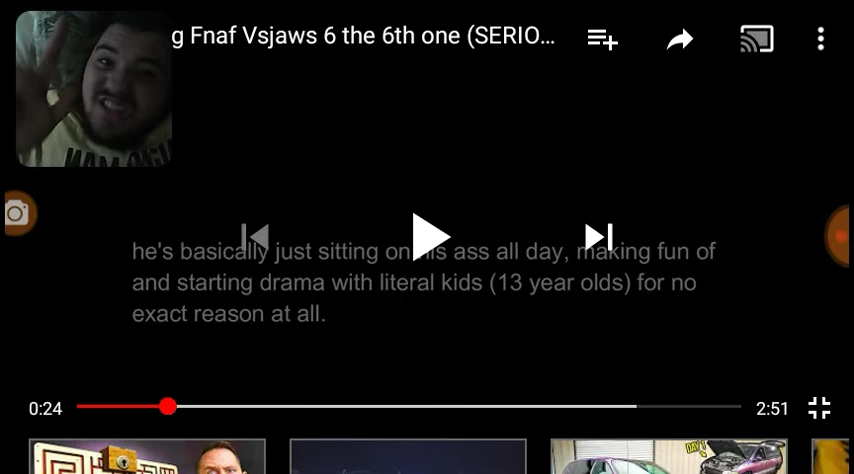 g Fnaf Vsjaws 6 the 6th one (SERIO...
he's basically just sitting on his ass all day, making fun of
and starting drama with literal kids (13 year olds) for no
exact reason at all.
0:24
2:51
DAY 1